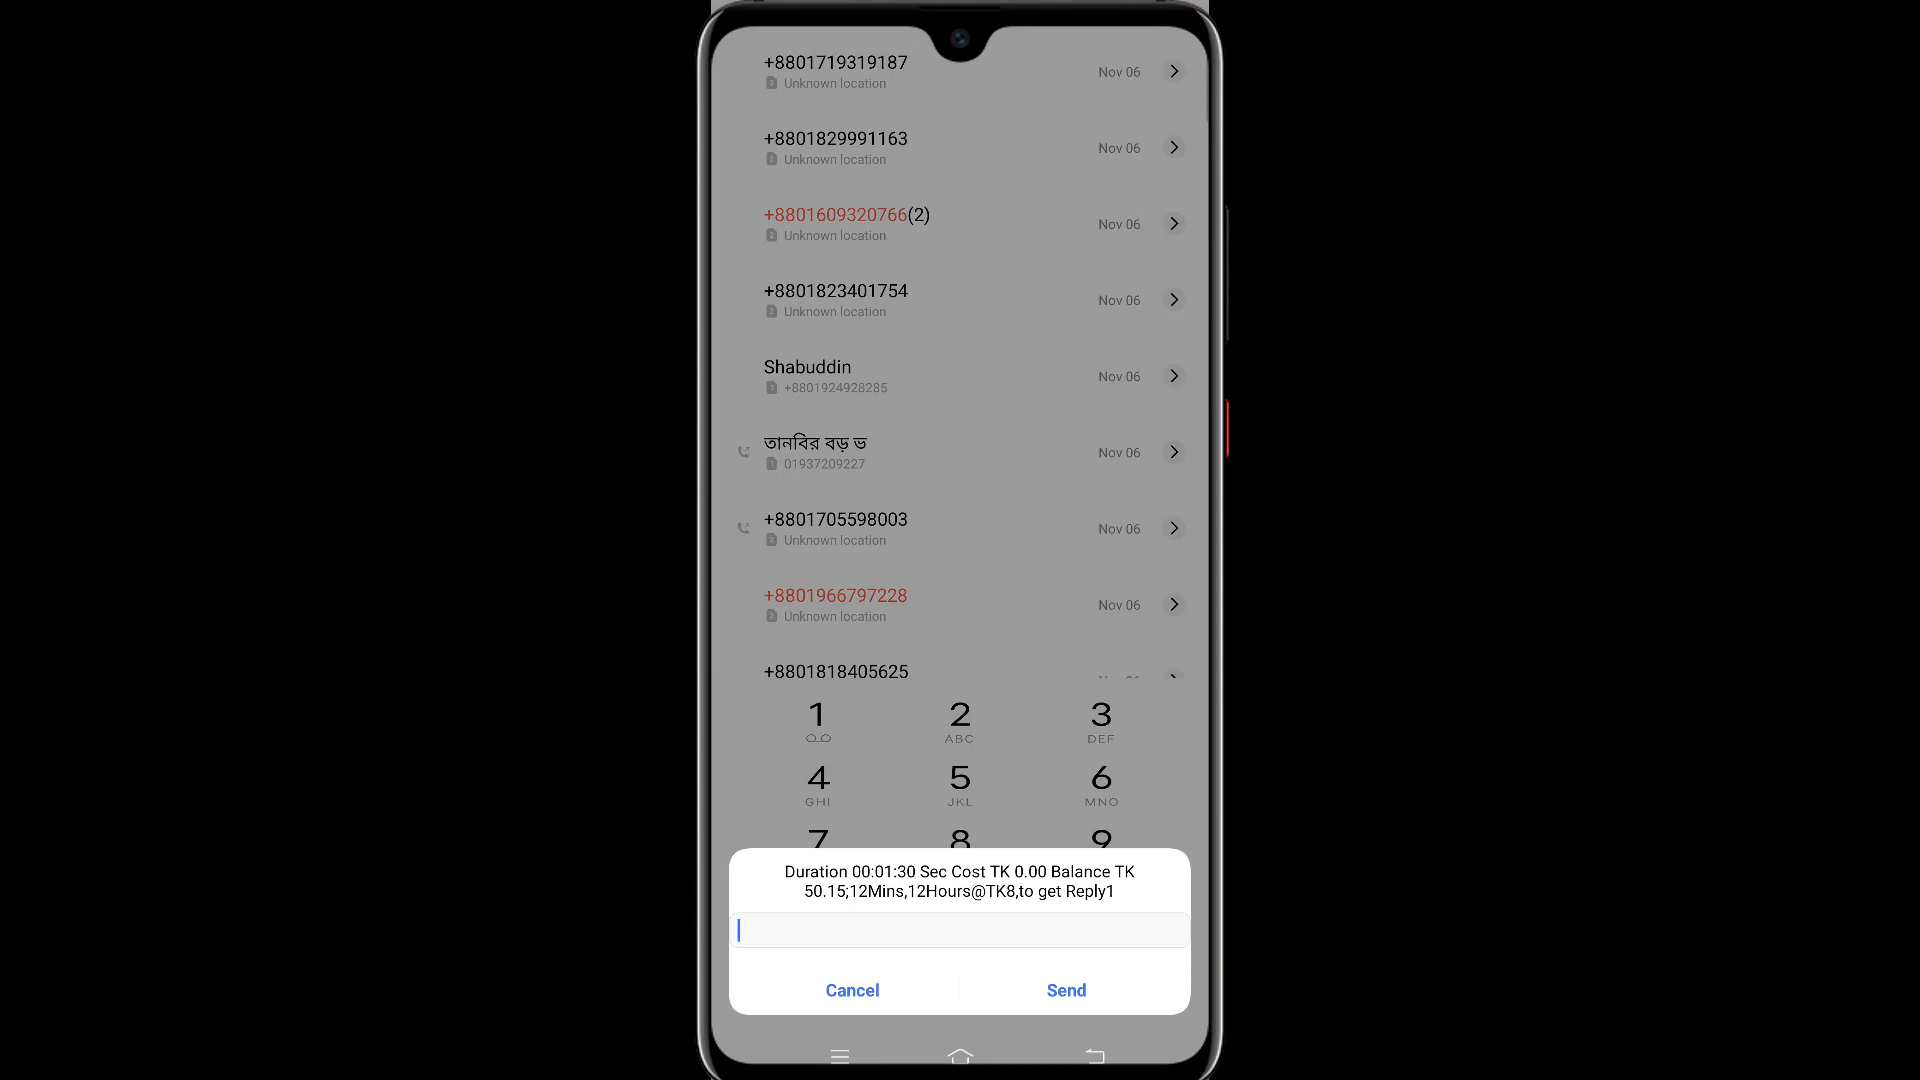 +8801719319187
Unknown location
Nov 06
+8801829991163
Unknown location
Nov 06
+8801609320766(2)
Unknown location
Nov 06
+8801823401754
Unknown location
Nov 06
Shabuddin
+8801924928285
Nov 06
তানবির বড় ভ
01937209227
Nov 06
+8801705598003
Unknown location
Nov 06
+8801966797228
Unknown location
Nov 06
+8801818405625
1 2 3
ABC DEF
4 5 6
GHI JKL MNO
7 8 9
Duration 00:01:30 Sec Cost TK 0.00 Balance TK
50.15;12Mins,12Hours@TK8,to get Reply1
Cancel Send